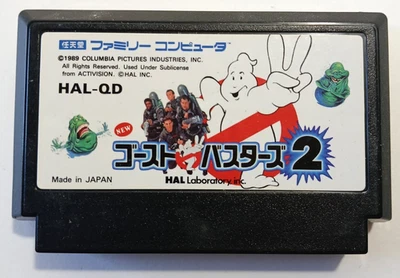 任天堂 ファミリー コンピュータ
©1989 COLUMBIA PICTURES INDUSTRIES, INC.
All Rights Reserved. Used Under Sublicense
from ACTIVISION. ©HAL INC.
HAL-QD
NEW
ゴーストバスターズ2
HAL Laboratory, inc.
Made in JAPAN